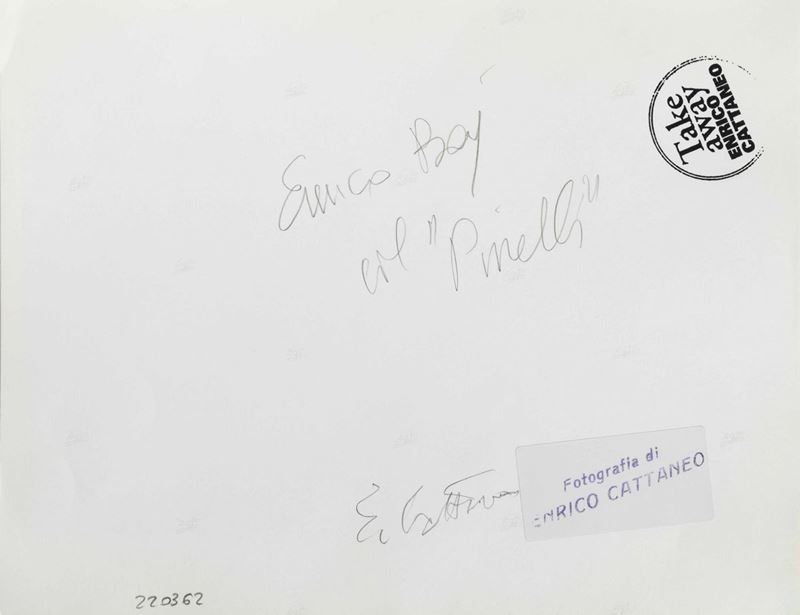 Take
away
ENRICO
CATTANEO
Enrico Baj
col "Pinelli"
Fotografia di
ENRICO CATTANEO
220362